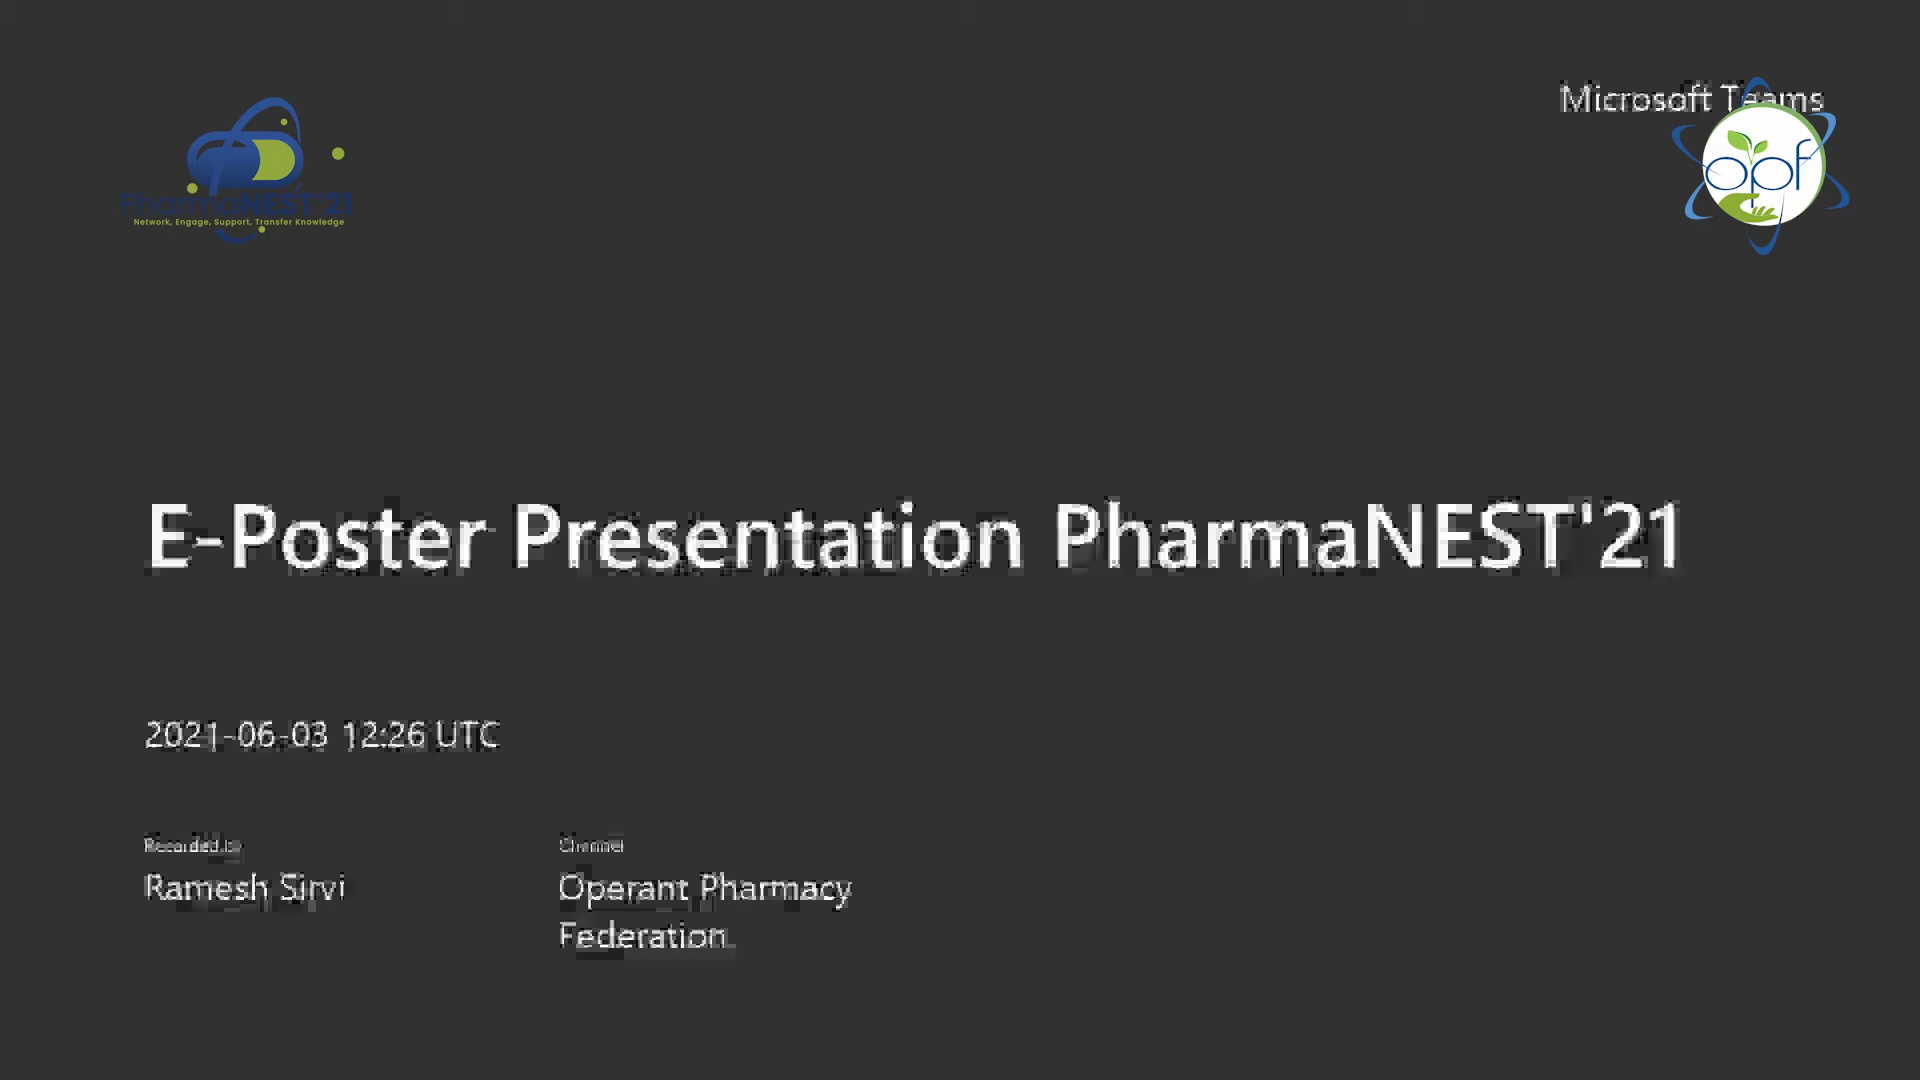 Microsoft Teams
opf
PharmaNEST'21
Network, Engage, Support, Transfer Knowledge
E-Poster Presentation PharmaNEST'21
2021-06-03 12:26 UTC
Recorded by
Ramesh Sirvi
Channel
Operant Pharmacy
Federation